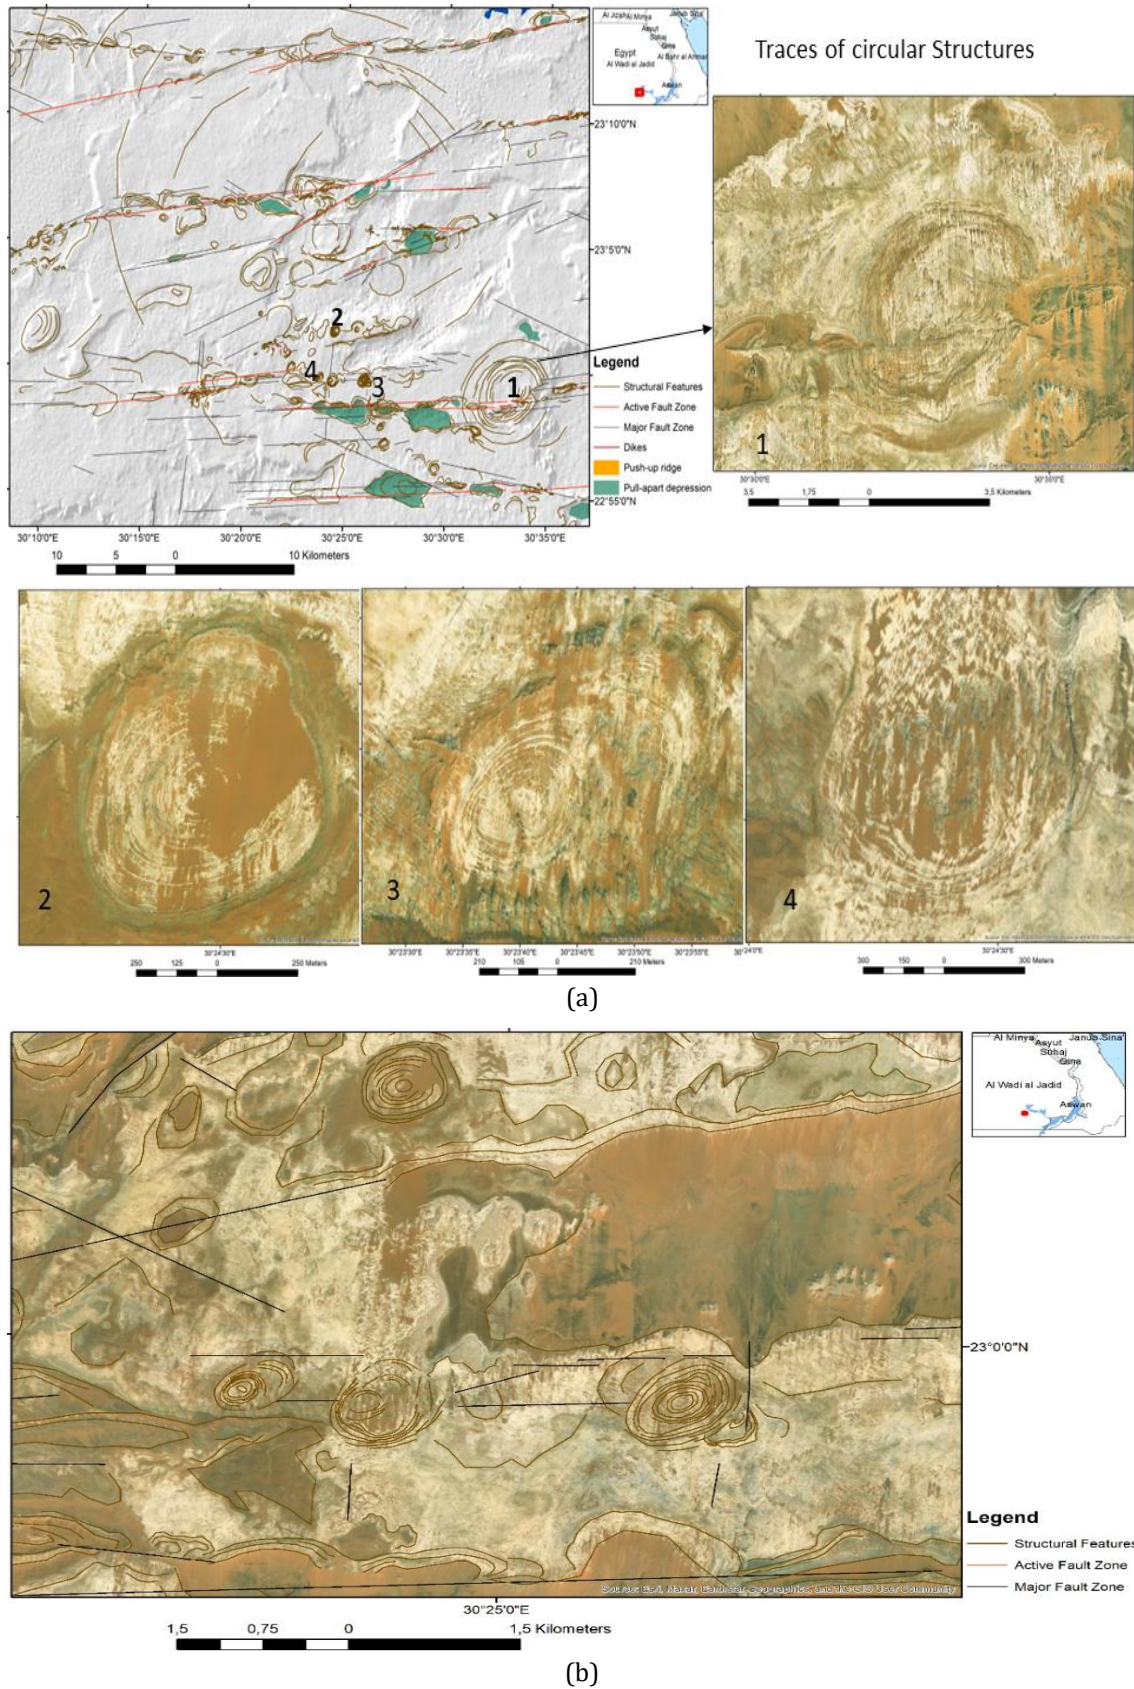 Al Jizah Al Minya
Janub Sina'
Asyut
Suhaj
Qina
Egypt
Al Bahr al Ahmar
Al Wadi al Jadid
Aswan
Traces of circular Structures
23°10'0"N
23°5'0"N
22°55'0"N
2
4
3
1
Legend
Structural Features
Active Fault Zone
Major Fault Zone
Dikes
Push-up ridge
Pull-apart depression
30°10'0"E 30°15'0"E 30°20'0"E 30°25'0"E 30°30'0"E 30°35'0"E
10 5 0 10 Kilometers
1
30°30'0"E 30°35'0"E
3,5 1,75 0 3,5 Kilometers
2
30°24'30"E
250 125 0 250 Meters
3
30°23'30"E 30°23'35"E 30°23'40"E 30°23'45"E 30°23'50"E 30°23'55"E
210 105 0 210 Meters
4
30°24'0"E 30°24'30"E
300 150 0 300 Meters
(a)
Al Minya Janub Sina'
Asyut
Suhaj
Qina
Al Wadi al Jadid
Aswan
23°0'0"N
Legend
Structural Features
Active Fault Zone
Major Fault Zone
Source: Esri, Maxar, Earthstar Geographics, and the GIS User Community
30°25'0"E
1,5 0,75 0 1,5 Kilometers
(b)